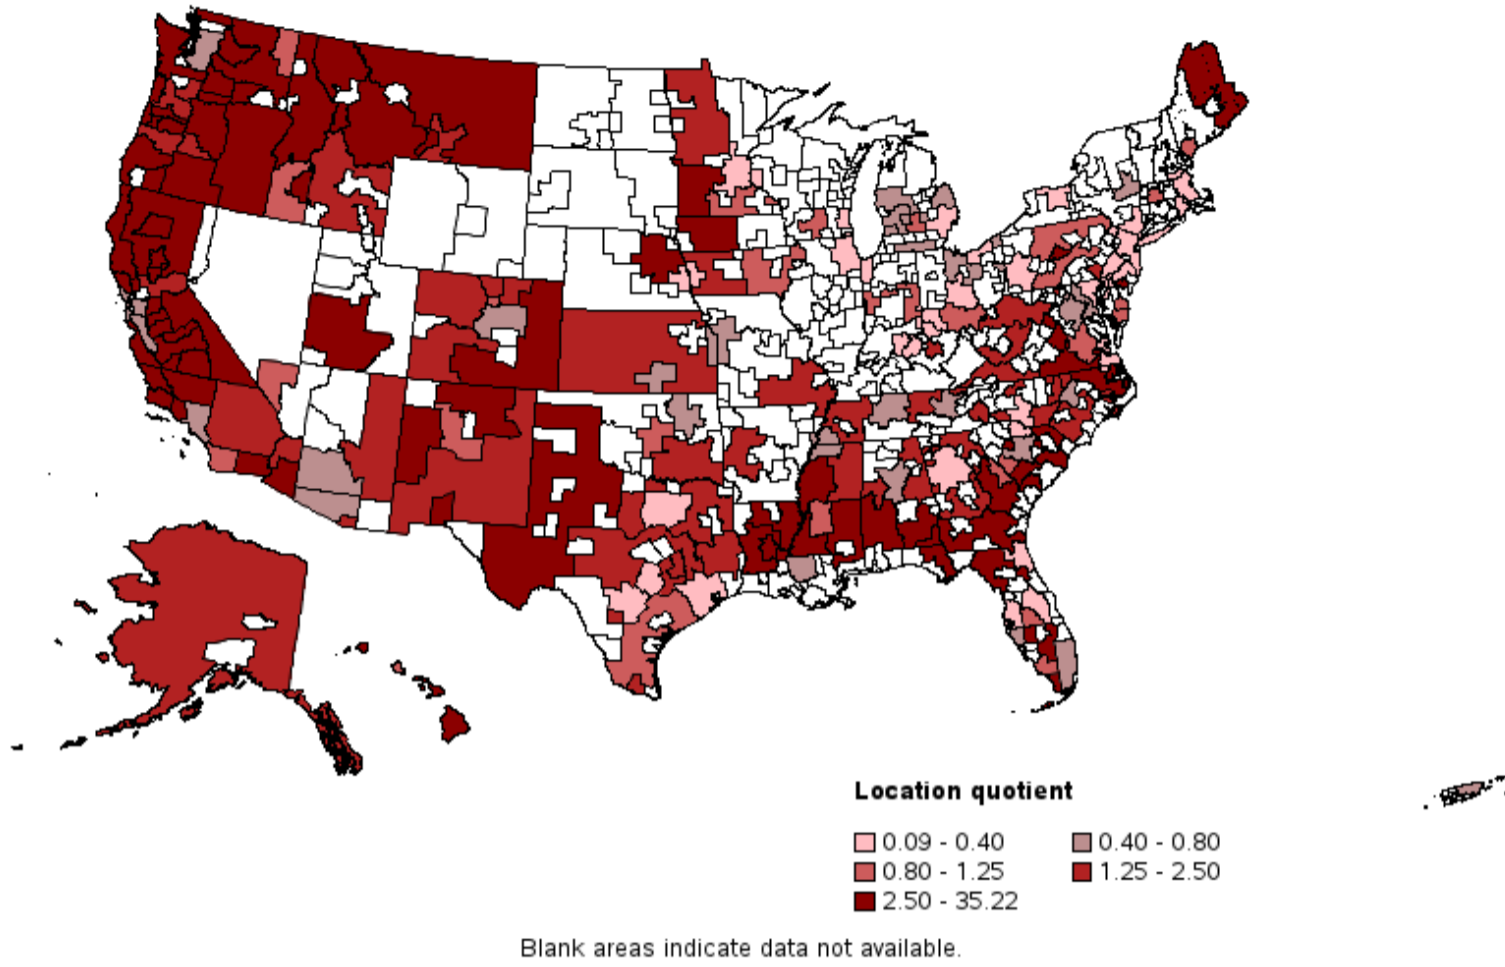 Location quotient
0.09 - 0.40
0.40 - 0.80
0.80 - 1.25
1.25 - 2.50
2.50 - 35.22
Blank areas indicate data not available.